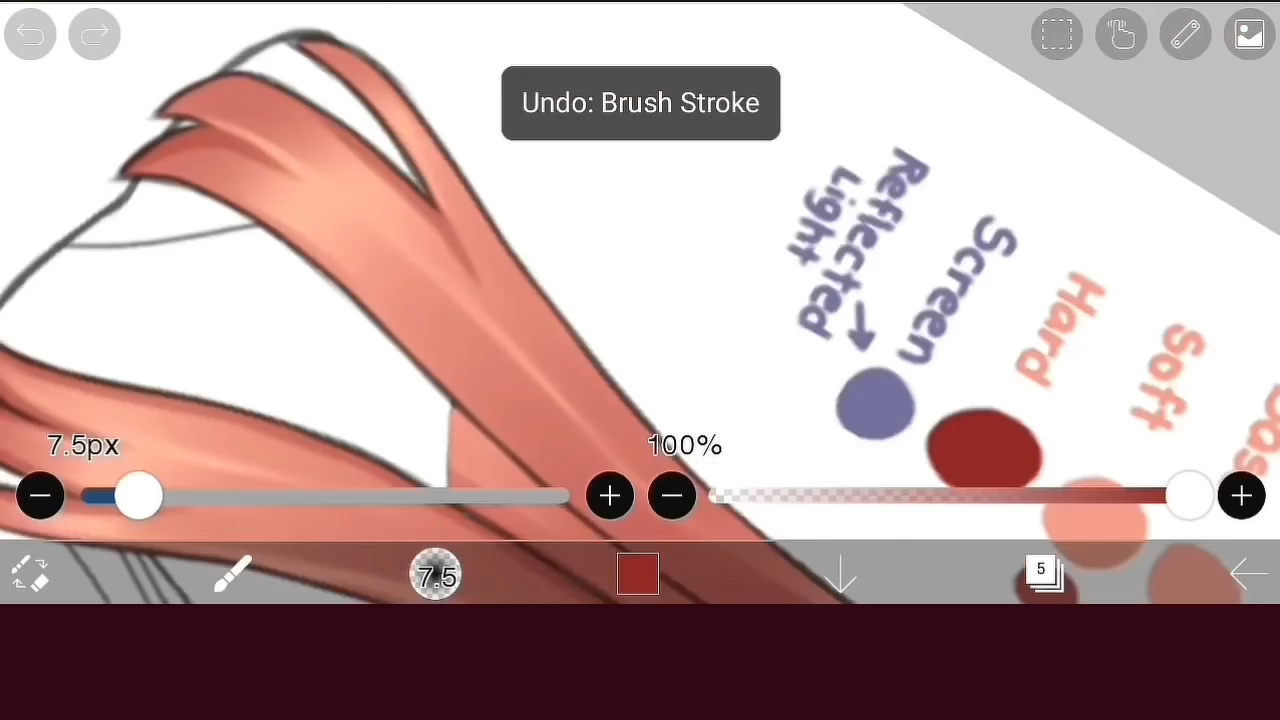 Undo: Brush Stroke
Reflected
Light
Screen
Hard
Soft
7.5px
100%
7.5
5